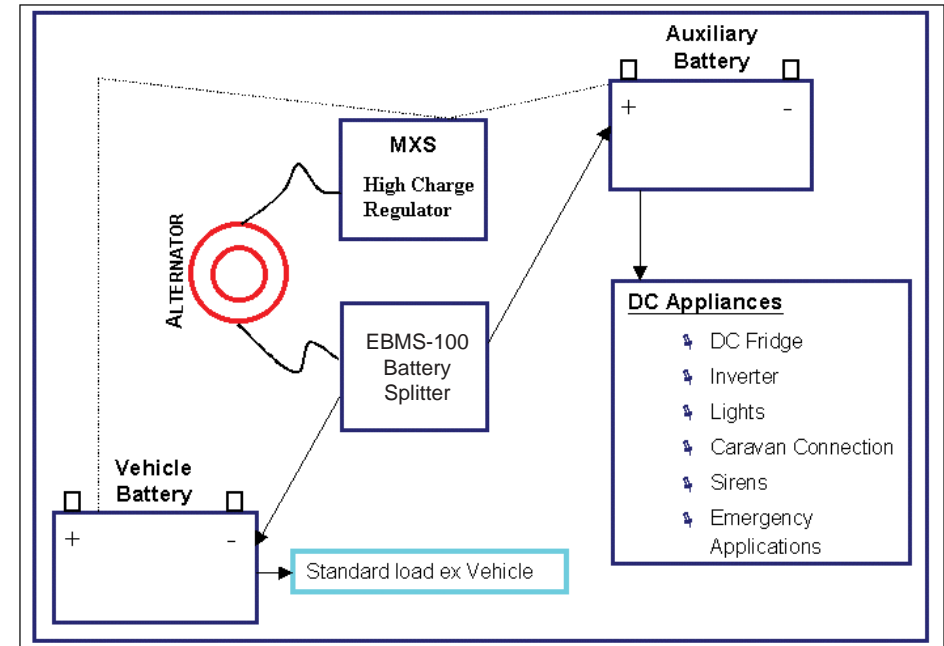 Auxiliary
Battery
+ -
MXS
High Charge
Regulator
ALTERNATOR
EBMS-100
Battery
Splitter
DC Appliances
DC Fridge
Inverter
Lights
Caravan Connection
Sirens
Emergency
Applications
Vehicle
Battery
+ -
Standard load ex Vehicle